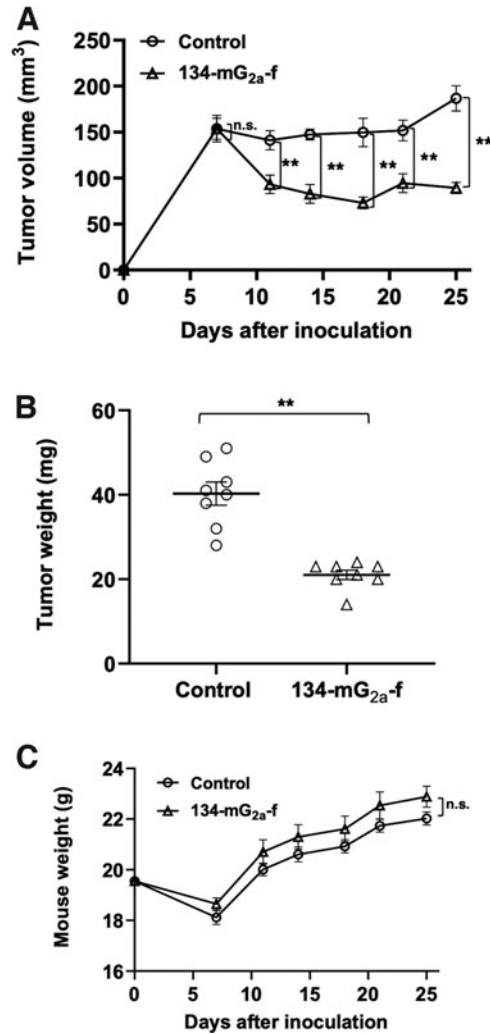 A
Control
134-mG2a-f
Tumor volume (mm3)
250
200
150
100
50
0
n.s.
**
**
**
**
**
0 5 10 15 20 25
Days after inoculation
B
**
Tumor weight (mg)
60
40
20
0
Control 134-mG2a-f
C
Control
134-mG2a-f
Mouse weight (g)
24
22
20
18
16
n.s.
0 5 10 15 20 25
Days after inoculation